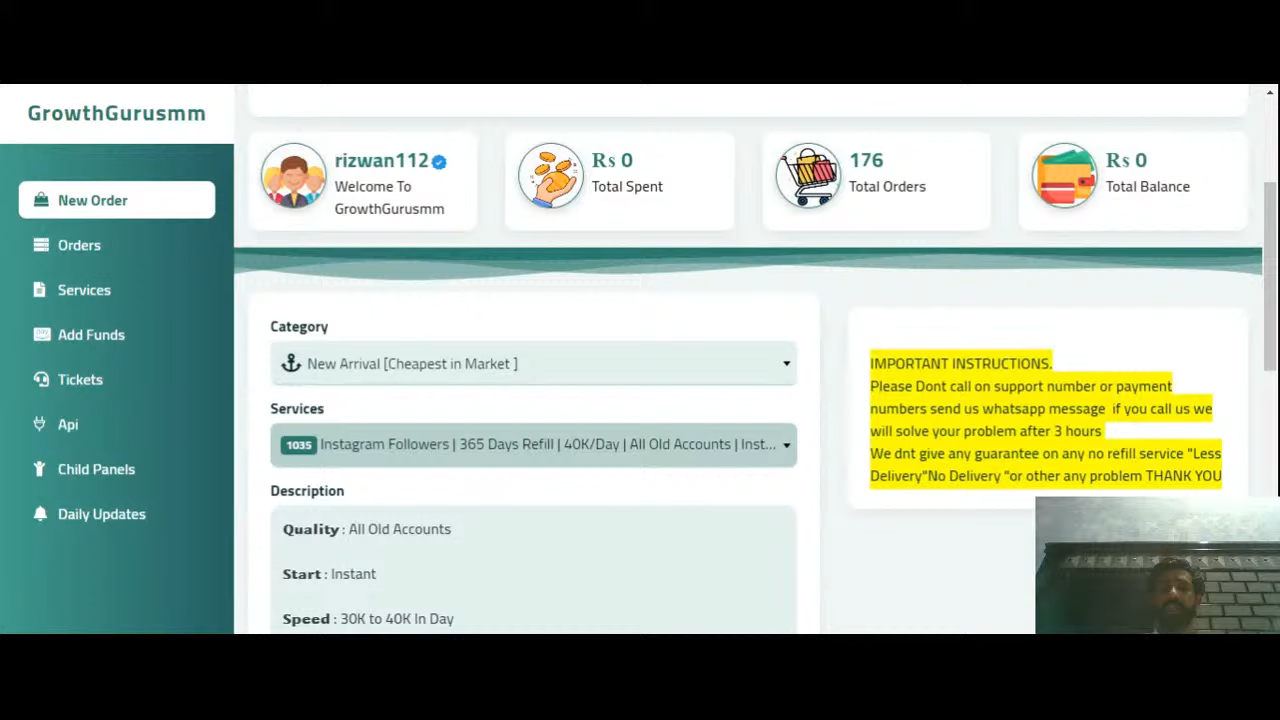 GrowthGurusmm
rizwan112
Welcome To
GrowthGurusmm
Rs 0
Total Spent
176
Total Orders
Rs 0
Total Balance
New Order
Orders
Services
Add Funds
Tickets
Api
Child Panels
Daily Updates
Category
New Arrival [Cheapest in Market ]
Services
1035 Instagram Followers | 365 Days Refill | 40K/Day | All Old Accounts | Inst...
Description
Quality : All Old Accounts
Start : Instant
Speed : 30K to 40K In Day
IMPORTANT INSTRUCTIONS.
Please Dont call on support number or payment
numbers send us whatsapp message if you call us we
will solve your problem after 3 hours
We dnt give any guarantee on any no refill service "Less
Delivery"No Delivery "or other any problem THANK YOU